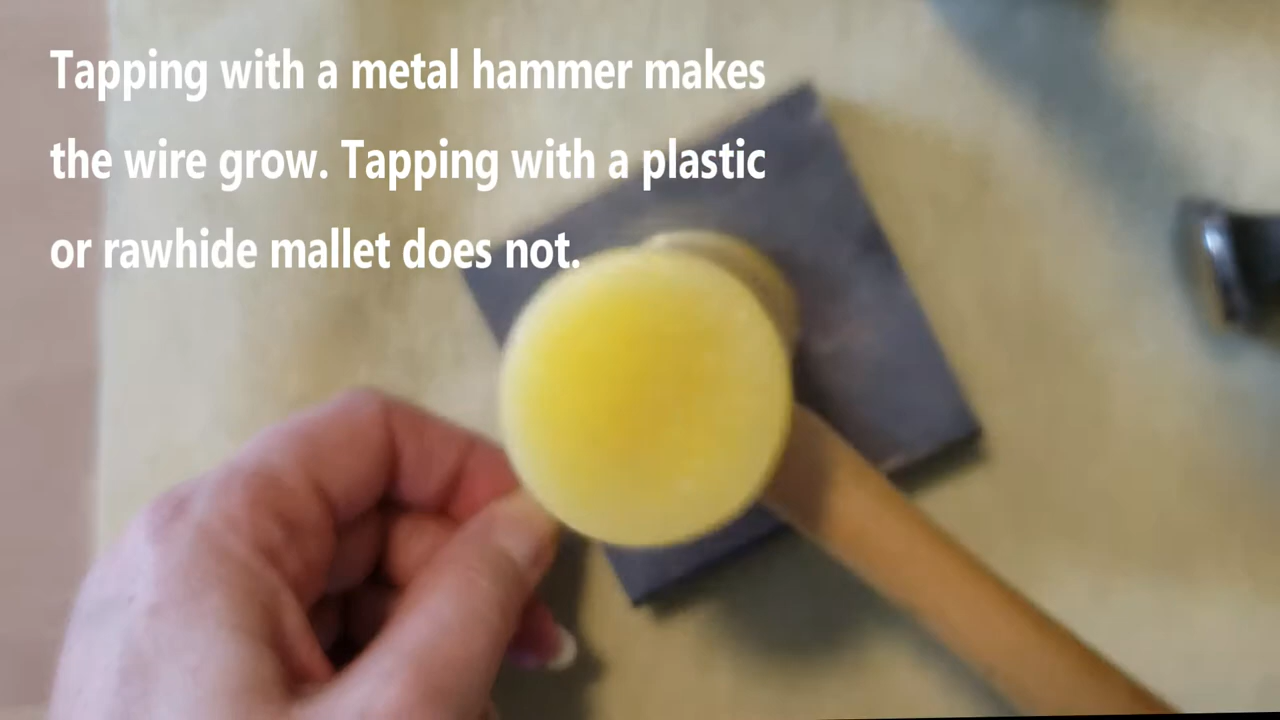 Tapping with a metal hammer makes
the wire grow. Tapping with a plastic
or rawhide mallet does not.